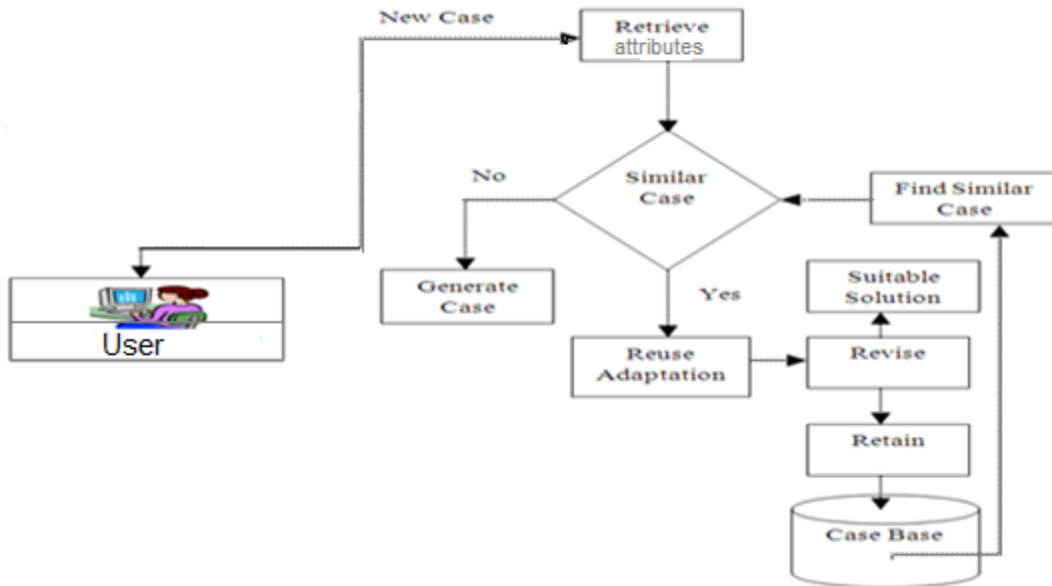 New Case
Retrieve
attributes
No
Similar
Case
Find Similar
Case
Generate
Case
Yes
Suitable
Solution
User
Reuse
Adaptation
Revise
Retain
Case Base